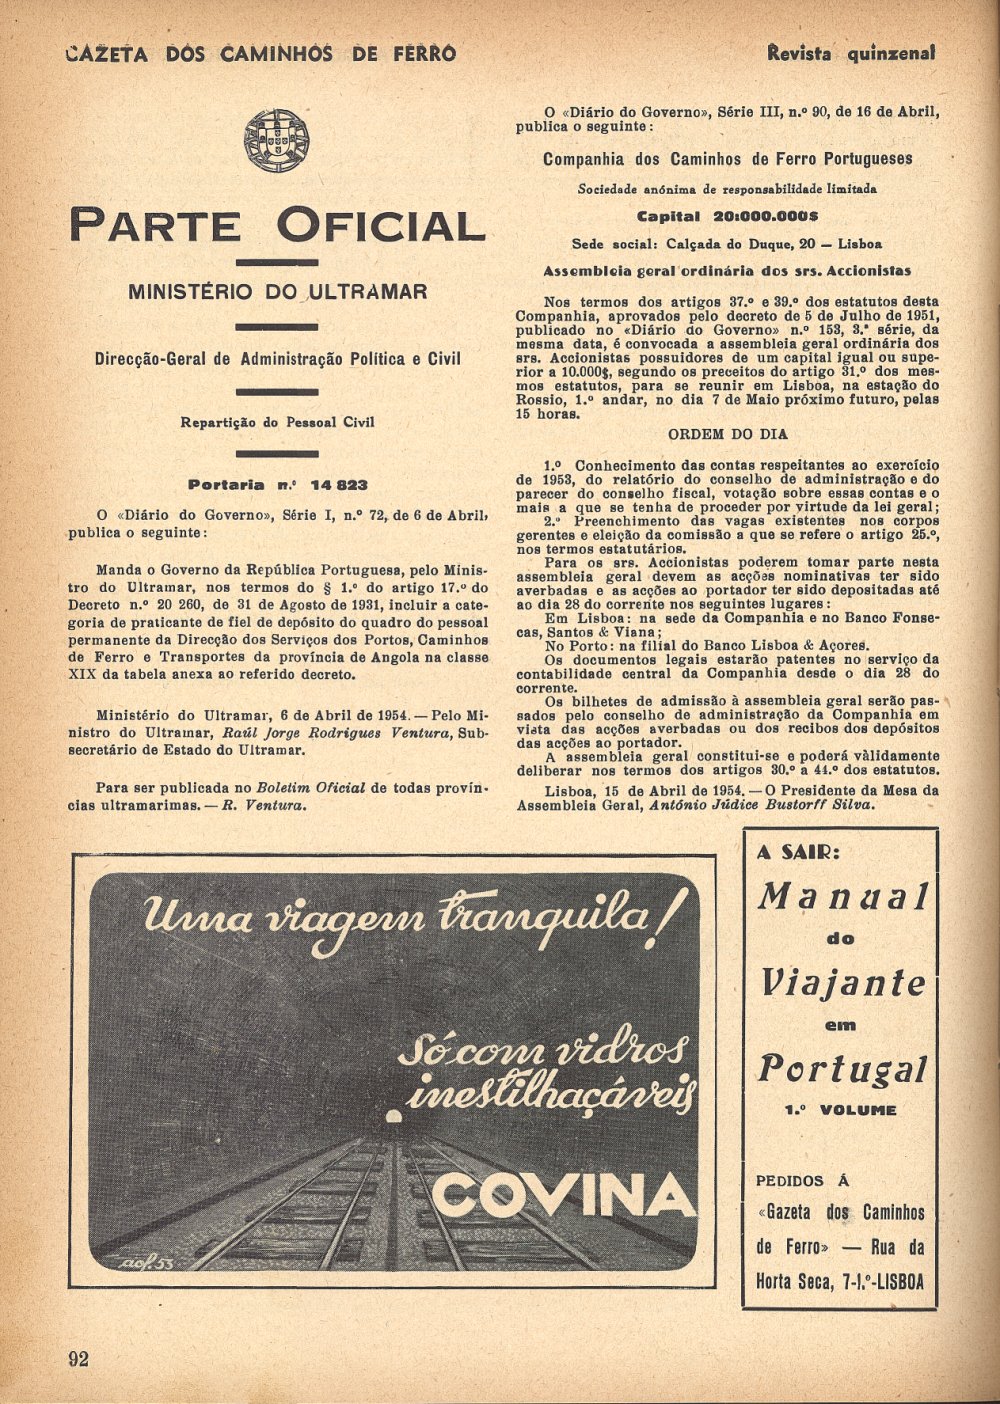 GAZETA DOS CAMINHOS DE FERRO
Revista quinzenal
PARTE OFICIAL
MINISTÉRIO DO ULTRAMAR
Direcção-Geral de Administração Política e Civil
Repartição do Pessoal Civil
Portaria n.º 14 823
O «Diário do Governo», Série I, n.º 72, de 6 de Abril,
publica o seguinte:
Manda o Governo da República Portuguesa, pelo Minis-
tro do Ultramar, nos termos do § 1.º do artigo 17.º do
Decreto n.º 20 260, de 31 de Agosto de 1931, incluir a cate-
goria de praticante de fiel de depósito do quadro do pessoal
permanente da Direcção dos Serviços dos Portos, Caminhos
de Ferro e Transportes da província de Angola na classe
XIX da tabela anexa ao referido decreto.
Ministério do Ultramar, 6 de Abril de 1954. — Pelo Mi-
nistro do Ultramar, Raúl Jorge Rodrigues Ventura, Sub-
secretário de Estado do Ultramar.
Para ser publicada no Boletim Oficial de todas provín-
cias ultramarimas. — R. Ventura.
O «Diário do Governo», Série III, n.º 90, de 16 de Abril,
publica o seguinte:
Companhia dos Caminhos de Ferro Portugueses
Sociedade anónima de responsabilidade limitada
Capital 20:000.000$
Sede social: Calçada do Duque, 20 — Lisboa
Assembleia geral ordinária dos srs. Accionistas
Nos termos dos artigos 37.º e 39.º dos estatutos desta
Companhia, aprovados pelo decreto de 5 de Julho de 1951,
publicado no «Diário do Governo» n.º 153, 3.ª série, da
mesma data, é convocada a assembleia geral ordinária dos
srs. Accionistas possuidores de um capital igual ou supe-
rior a 10.000$, segundo os preceitos do artigo 31.º dos mes-
mos estatutos, para se reunir em Lisboa, na estação do
Rossio, 1.º andar, no dia 7 de Maio próximo futuro, pelas
15 horas.
ORDEM DO DIA
1.º Conhecimento das contas respeitantes ao exercício
de 1953, do relatório do conselho de administração e do
parecer do conselho fiscal, votação sobre essas contas e o
mais a que se tenha de proceder por virtude da lei geral;
2.º Preenchimento das vagas existentes nos corpos
gerentes e eleição da comissão a que se refere o artigo 25.º,
nos termos estatutários.
Para os srs. Accionistas poderem tomar parte nesta
assembleia geral devem as acções nominativas ter sido
averbadas e as acções ao portador ter sido depositadas até
ao dia 28 do corrente nos seguintes lugares:
Em Lisboa: na sede da Companhia e no Banco Fonse-
cas, Santos & Viana;
No Porto: na filial do Banco Lisboa & Açores.
Os documentos legais estarão patentes no serviço da
contabilidade central da Companhia desde o dia 28 do
corrente.
Os bilhetes de admissão à assembleia geral serão pas-
sados pelo conselho de administração da Companhia em
vista das acções averbadas ou dos recibos dos depósitos
das acções ao portador.
A assembleia geral constitui-se e poderá vàlidamente
deliberar nos termos dos artigos 30.º a 44.º dos estatutos.
Lisboa, 15 de Abril de 1954. — O Presidente da Mesa da
Assembleia Geral, António Júdice Bustorff Silva.
Uma viagem tranquila!
Só com vidros
inestilhaçáveis
COVINA
aof. 53
A SAIR:
Manual
do
Viajante
em
Portugal
1.º VOLUME
PEDIDOS Á
«Gazeta dos Caminhos
de Ferro» — Rua da
Horta Seca, 7-1.º-LISBOA
92